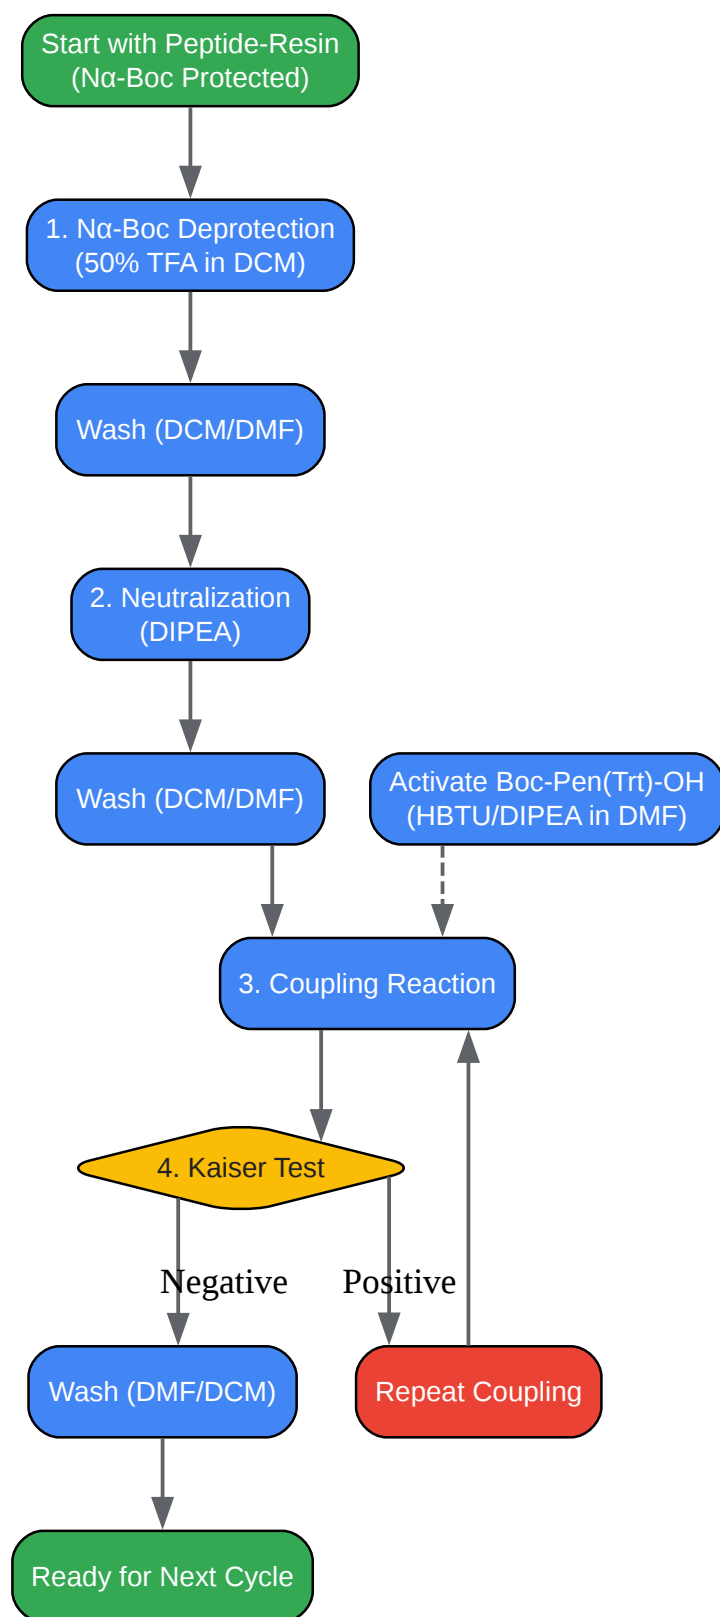 Start with Peptide-Resin
(Nα-Boc Protected)
1. Nα-Boc Deprotection
(50% TFA in DCM)
Wash (DCM/DMF)
2. Neutralization
(DIPEA)
Wash (DCM/DMF)
Activate Boc-Pen(Trt)-OH
(HBTU/DIPEA in DMF)
3. Coupling Reaction
4. Kaiser Test
Negative
Positive
Wash (DMF/DCM)
Repeat Coupling
Ready for Next Cycle